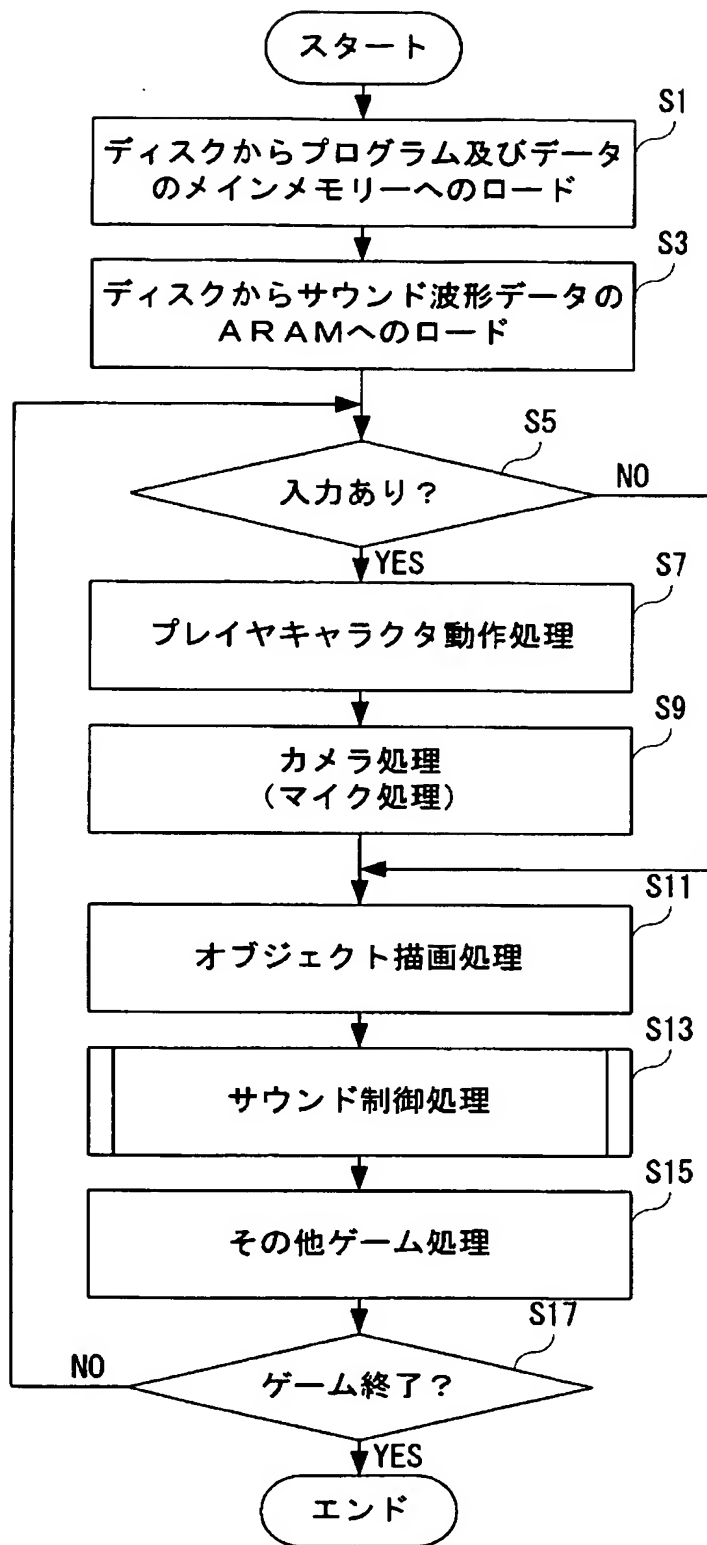 スタート
S1
ディスクからプログラム及びデータ
のメインメモリーへのロード
S3
ディスクからサウンド波形データの
ARAMへのロード
S5
入力あり？
NO
YES
S7
プレイヤキャラクタ動作処理
S9
カメラ処理
(マイク処理)
S11
オブジェクト描画処理
S13
サウンド制御処理
S15
その他ゲーム処理
S17
ゲーム終了？
NO
YES
エンド